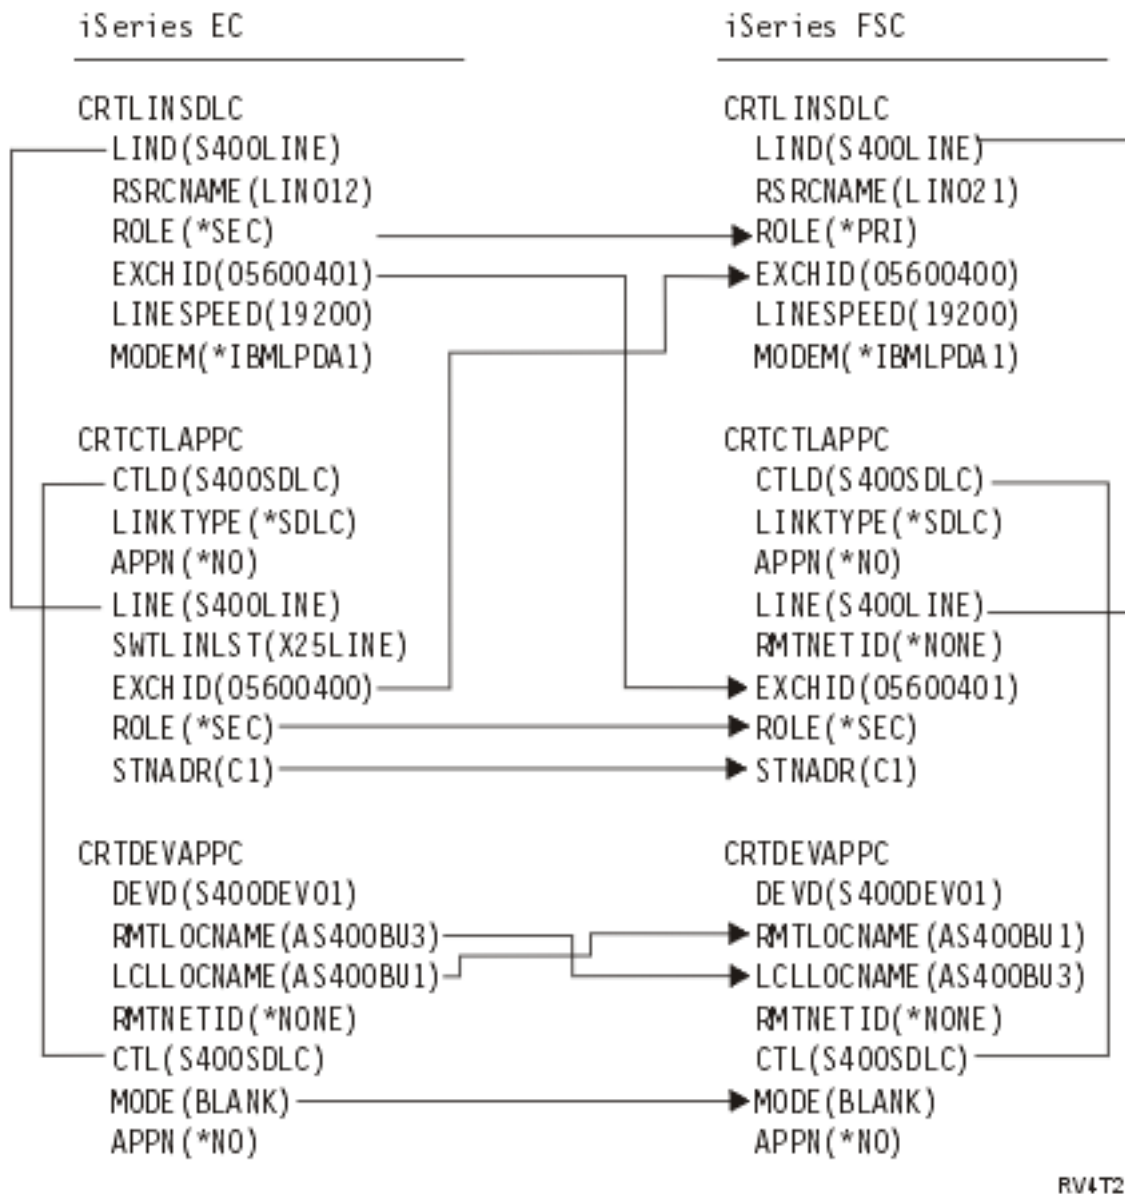 iSeries EC
CRTLINSDLC
LIND(S400LINE)
RSRCNAME(LIN012)
ROLE(*SEC)
EXCHID(05600401)
LINESPEED(19200)
MODEM(*IBMLPDA1)
CRTCTLAPPC
CTLD(S400SDLC)
LINKTYPE(*SDLC)
APPN(*NO)
LINE(S400LINE)
SWTLINLST(X25LINE)
EXCHID(05600400)
ROLE(*SEC)
STNADR(C1)
CRTDEVAPPC
DEVD(S400DEV01)
RMTLOCNAME(AS400BU3)
LCLLOCNAME(AS400BU1)
RMTNETID(*NONE)
CTL(S400SDLC)
MODE(BLANK)
APPN(*NO)
iSeries FSC
CRTLINSDLC
LIND(S400LINE)
RSRCNAME(LIN021)
ROLE(*PRI)
EXCHID(05600400)
LINESPEED(19200)
MODEM(*IBMLPDA1)
CRTCTLAPPC
CTLD(S400SDLC)
LINKTYPE(*SDLC)
APPN(*NO)
LINE(S400LINE)
RMTNETID(*NONE)
EXCHID(05600401)
ROLE(*SEC)
STNADR(C1)
CRTDEVAPPC
DEVD(S400DEV01)
RMTLOCNAME(AS400BU1)
LCLLOCNAME(AS400BU3)
RMTNETID(*NONE)
CTL(S400SDLC)
MODE(BLANK)
APPN(*NO)
RV4T2